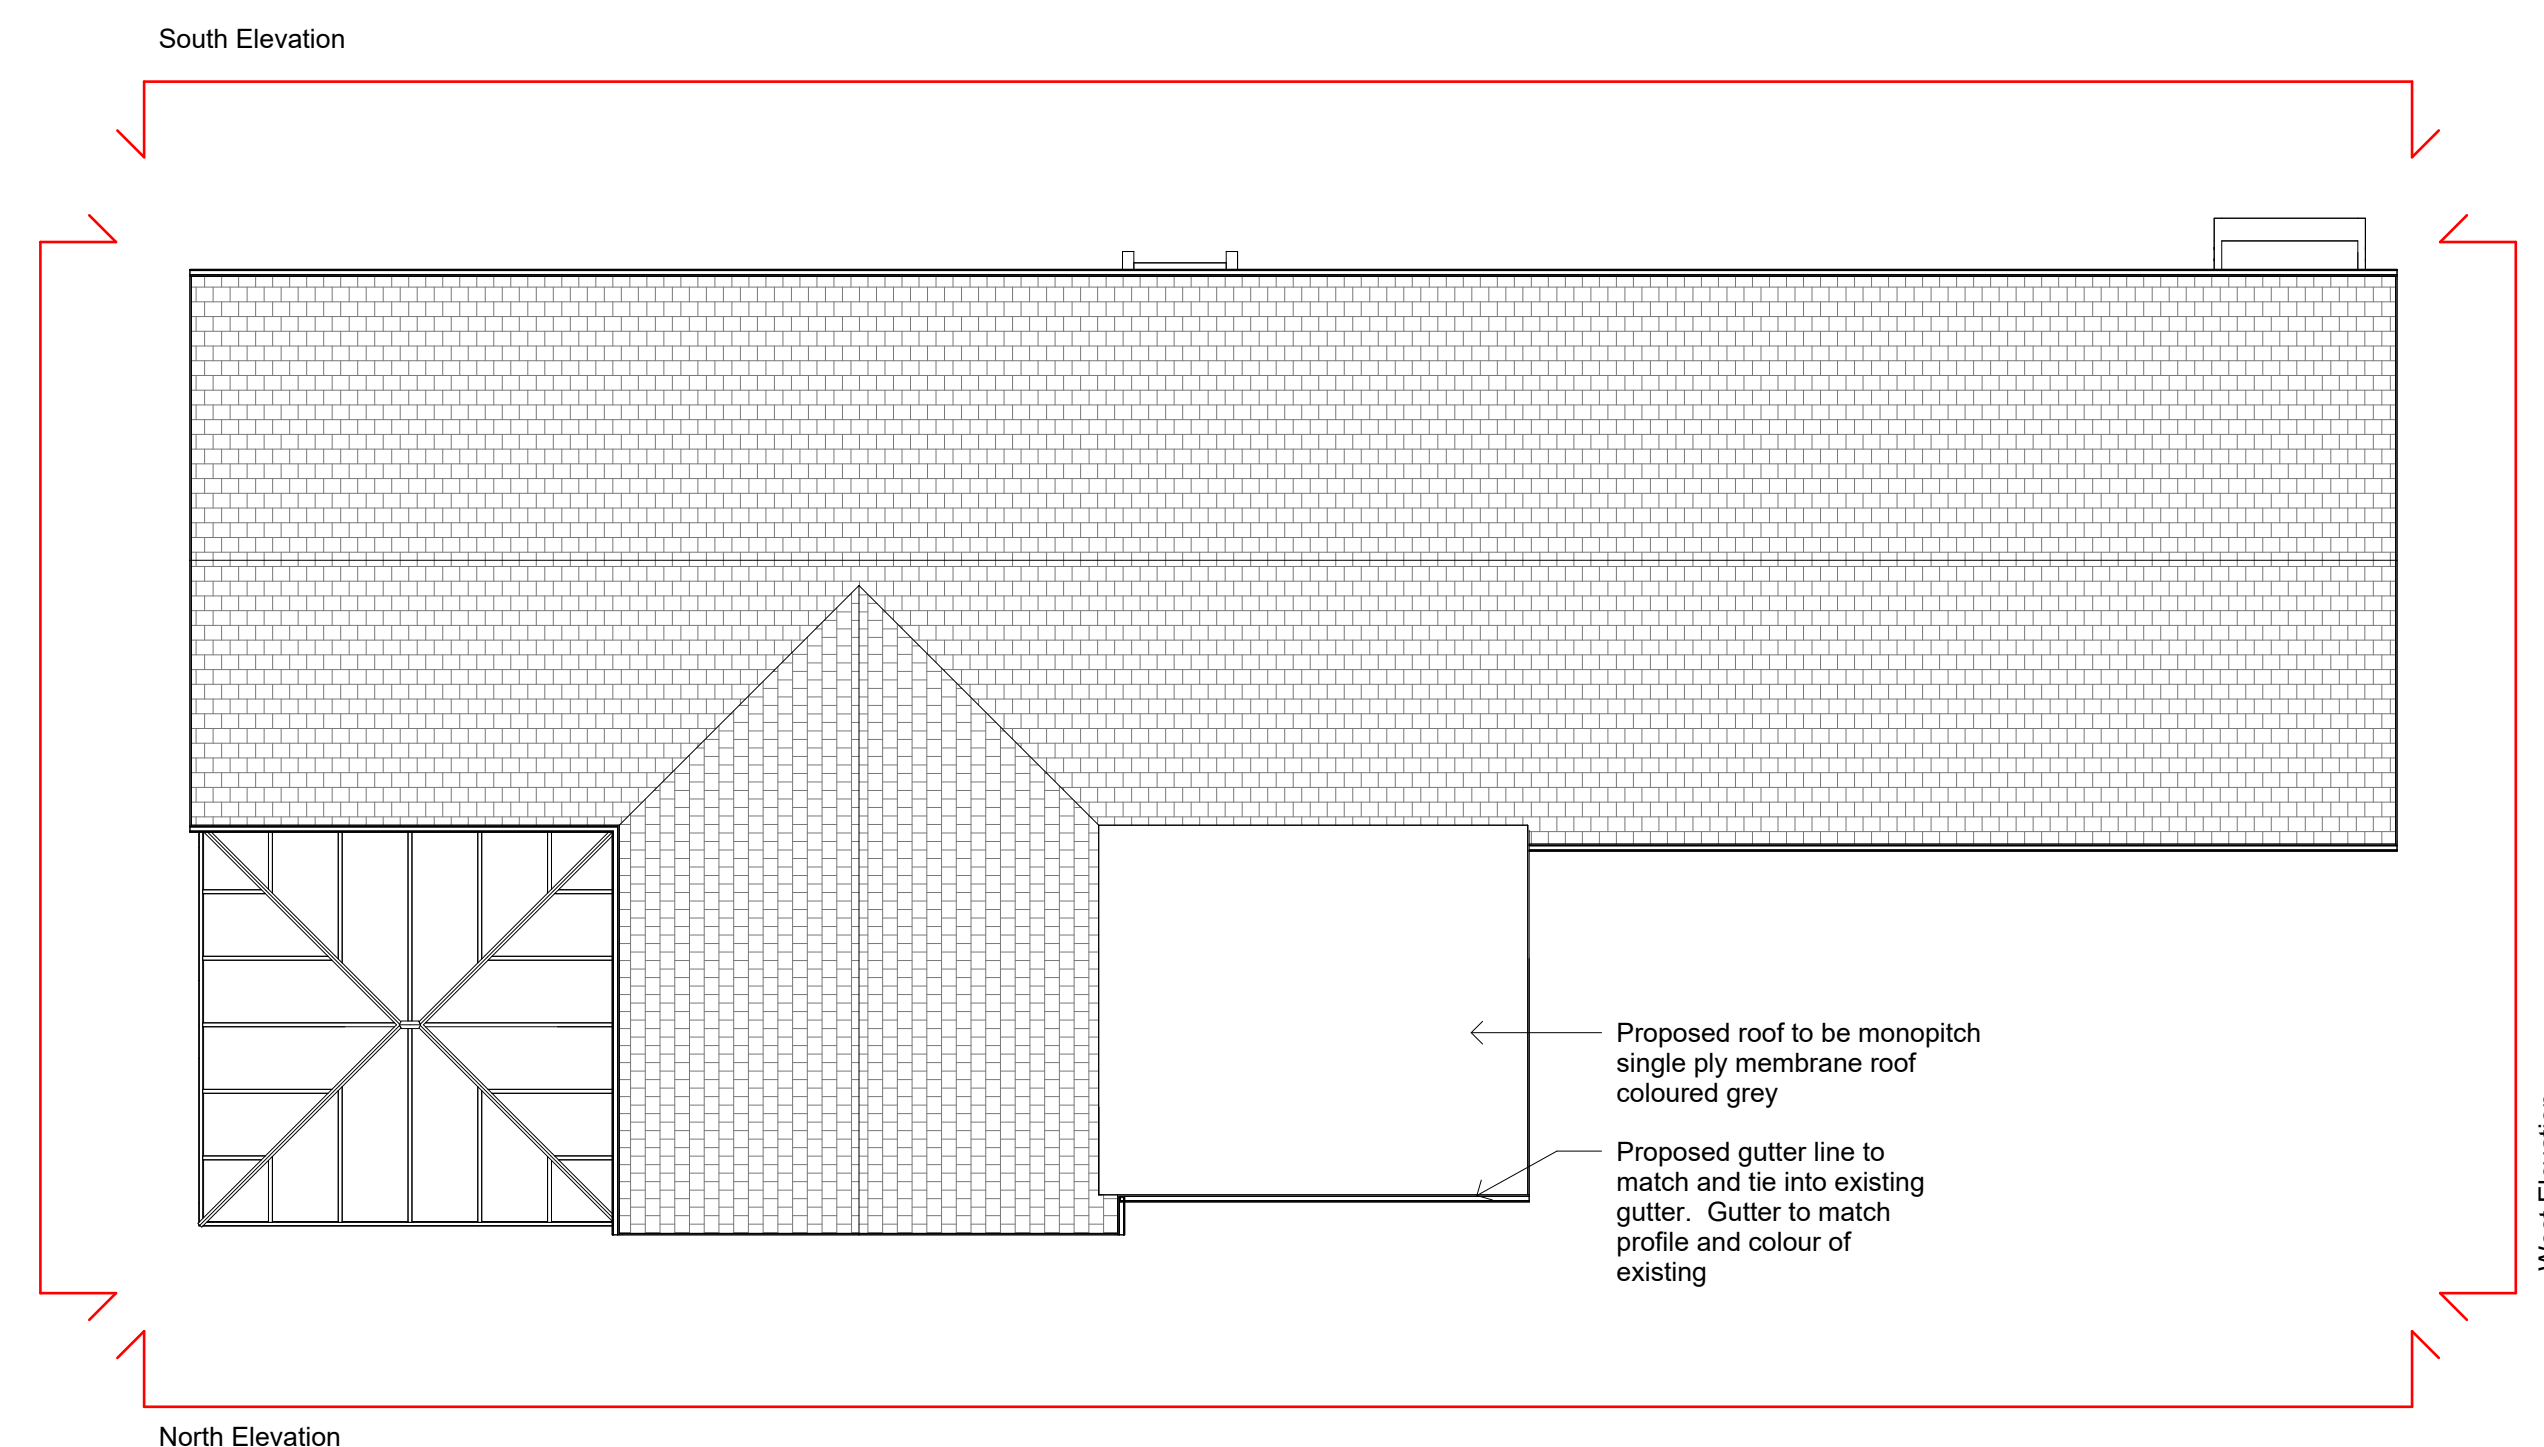 South Elevation
Proposed roof to be monopitch
single ply membrane roof
coloured grey
Proposed gutter line to
match and tie into existing
gutter.  Gutter to match
profile and colour of
existing
North Elevation